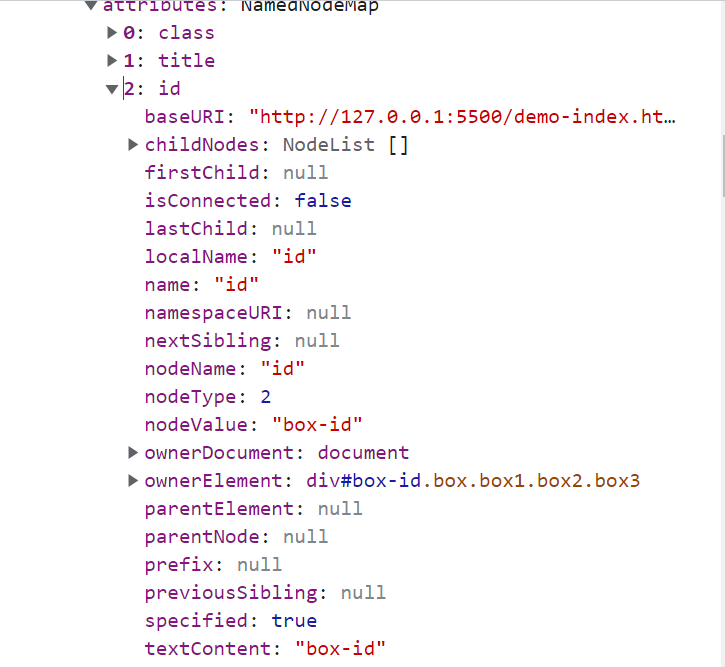 ▼attributes: NamedNodeMap
▶0: class
▶1: title
▼2: id
baseURI: "http://127.0.0.1:5500/demo-index.ht…
▶childNodes: NodeList []
firstChild: null
isConnected: false
lastChild: null
localName: "id"
name: "id"
namespaceURI: null
nextSibling: null
nodeName: "id"
nodeType: 2
nodeValue: "box-id"
▶ownerDocument: document
▶ownerElement: div#box-id.box.box1.box2.box3
parentElement: null
parentNode: null
prefix: null
previousSibling: null
specified: true
textContent: "box-id"